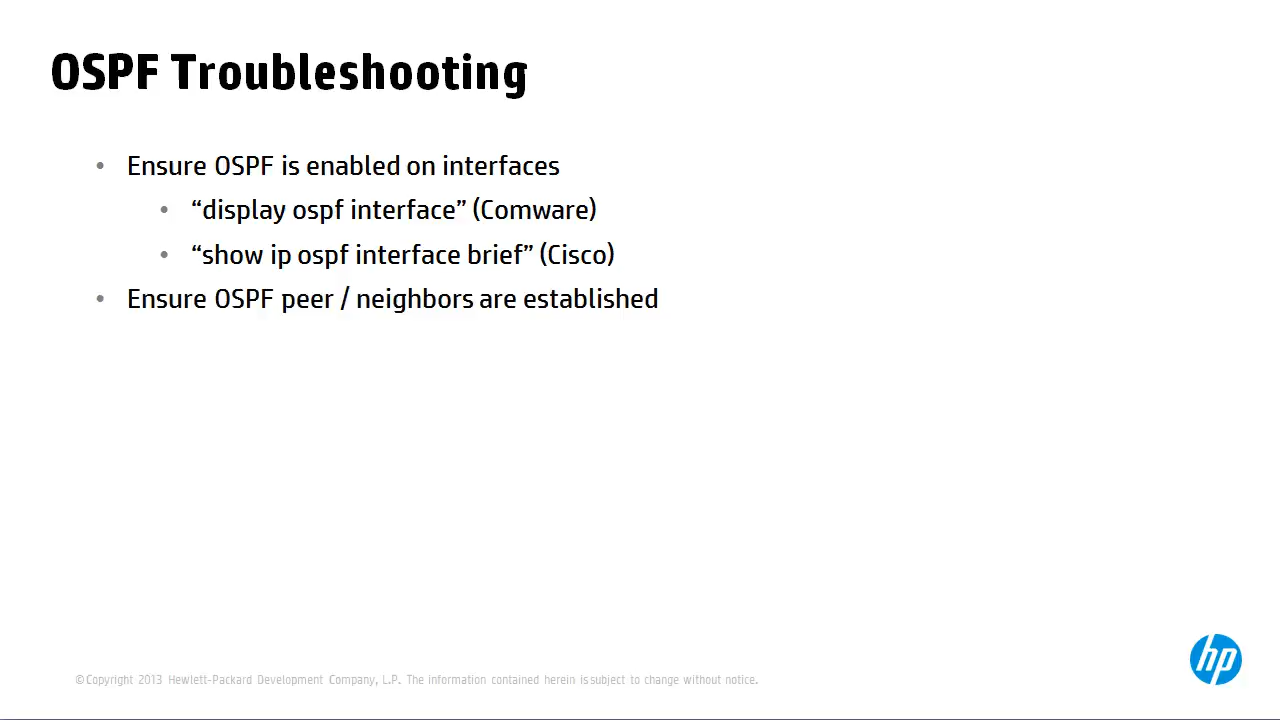 OSPF Troubleshooting
• Ensure OSPF is enabled on interfaces
• “display ospf interface” (Comware)
• “show ip ospf interface brief” (Cisco)
• Ensure OSPF peer / neighbors are established
hp
©Copyright 2013 Hewlett-Packard Development Company, L.P. The information contained herein is subject to change without notice.